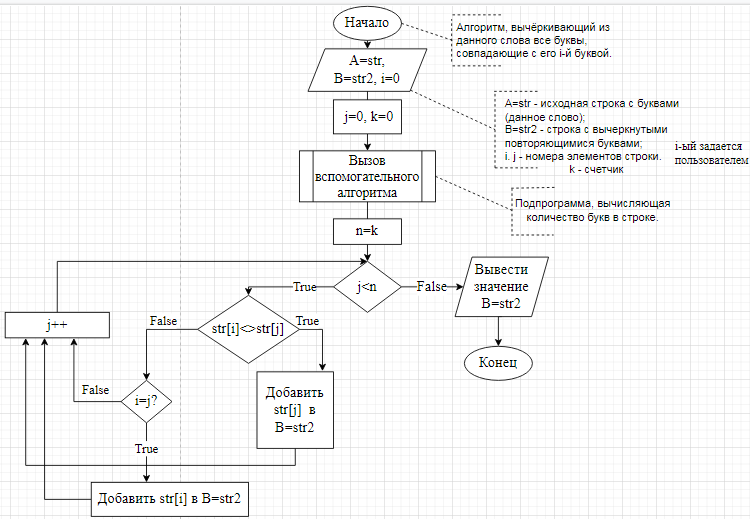 Начало
Алгоритм, вычёркивающий из
данного слова все буквы,
совпадающие с его i-й буквой.
A=str,
B=str2, i=0
A=str - исходная строка с буквами
(данное слово);
B=str2 - строка с вычеркнутыми
повторяющимися буквами;
i. j - номера элементов строки.
k - счетчик
i-ый задается
пользователем
j=0, k=0
Вызов
вспомогательного
алгоритма
Подпрограмма, вычисляющая
количество букв в строке.
n=k
j<n
True
False
Вывести
значение
B=str2
Конец
str[i]<>str[j]
False
True
j++
i=j?
False
True
Добавить
str[j] в
B=str2
Добавить str[i] в B=str2